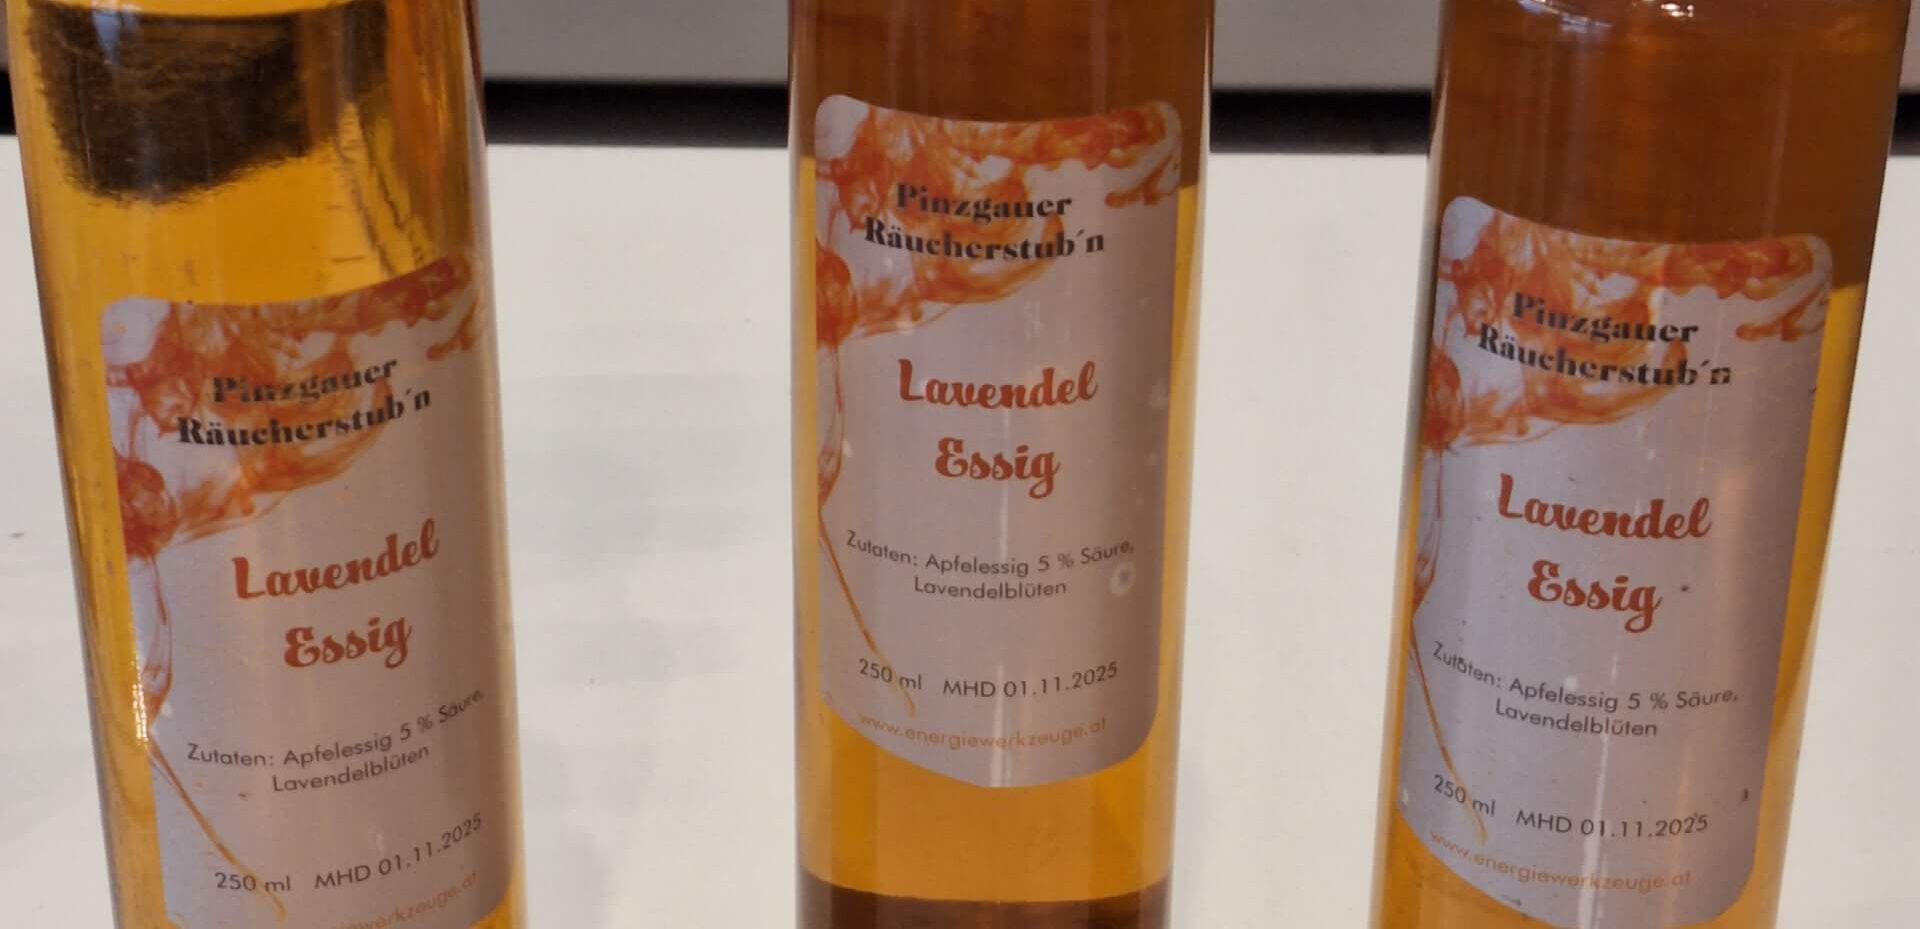 Pinzgauer
Räucherstub´n
Lavendel
Essig
Zutaten: Apfelessig 5 % Säure,
Lavendelblüten
250 ml MHD 01.11.2025
Pinzgauer
Räucherstub´n
Lavendel
Essig
Zutaten: Apfelessig 5 % Säure,
Lavendelblüten
250 ml MHD 01.11.2025
www.energiewerkzeuge.at
Pinzgauer
Räucherstub´n
Lavendel
Essig
Zutaten: Apfelessig 5 % Säure,
Lavendelblüten
250 ml MHD 01.11.2025
www.energiewerkzeuge.at